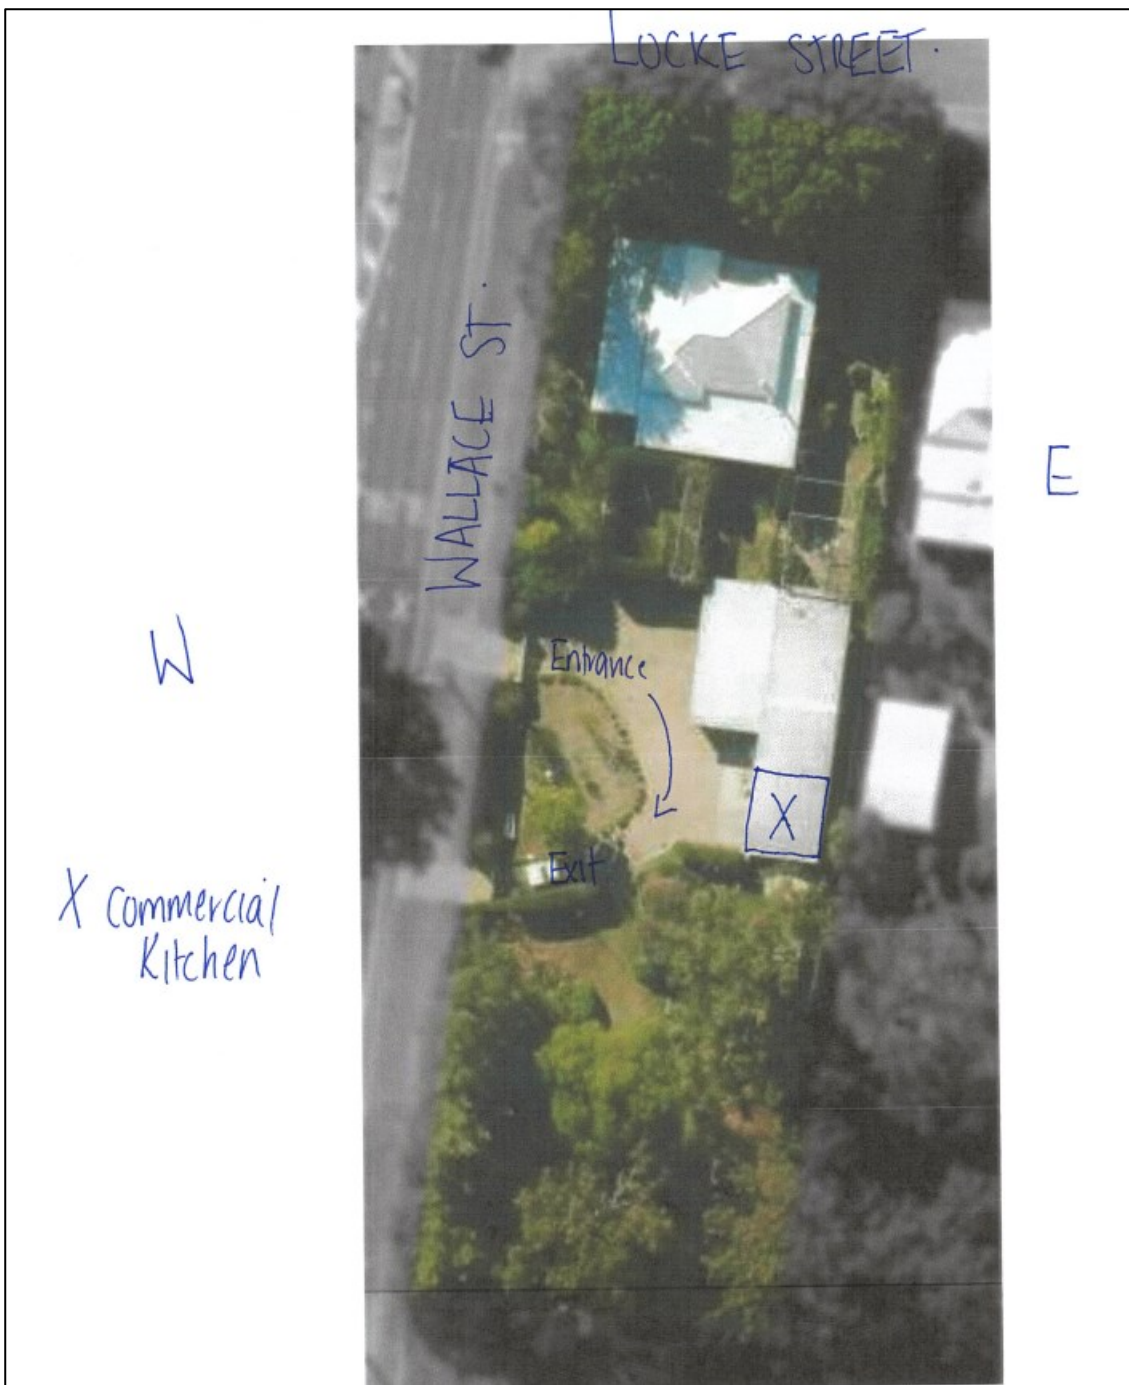 LOCKE STREET.
WALLACE ST.
E
W
Entrance
X
Exit
X Commercial
Kitchen